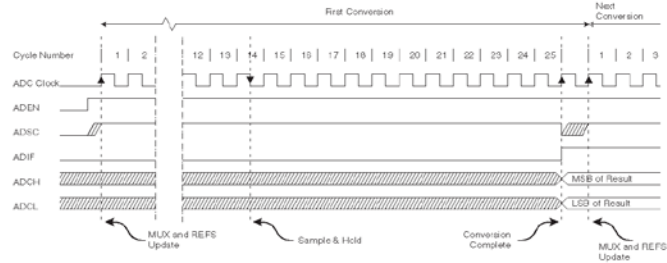 First Conversion
Next
Conversion
Cycle Number 1 2 12 13 14 15 16 17 18 19 20 21 22 23 24 25 1 2 3
ADC Clock
ADEN
ADSC
ADIF
ADCH MSB of Result
ADCL LSB of Result
MUX and REFS
Update
Sample & Hold
Conversion
Complete
MUX and REFS
Update